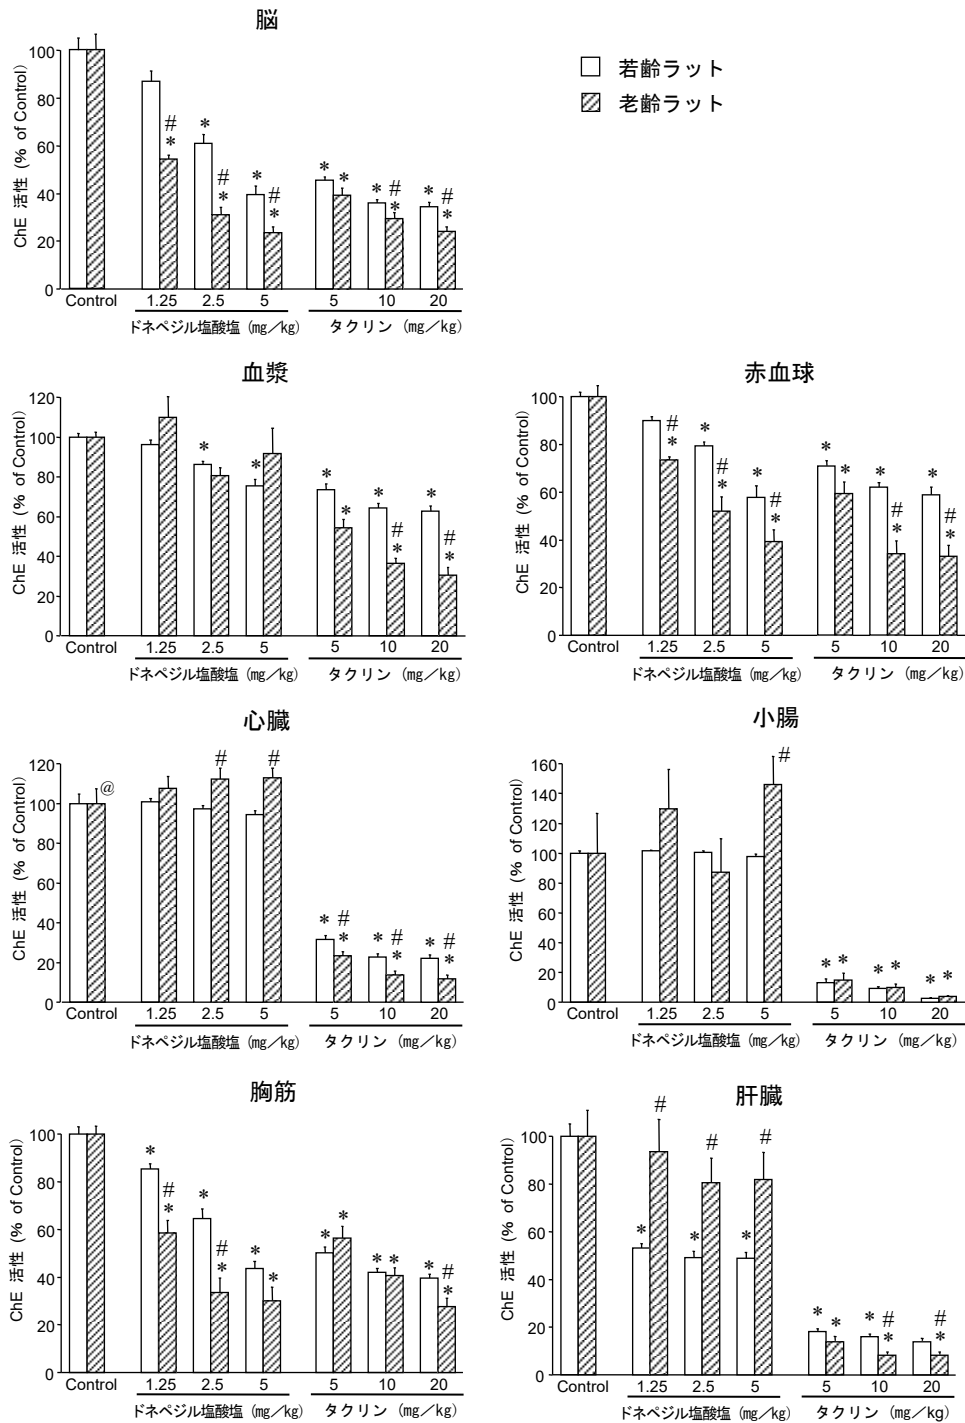 脳
若齢ラット
老齢ラット
ChE 活性 (% of Control)
100
80
60
40
20
0
# * # * * # * * * * * # * * # *
Control 1.25 2.5 5 5 10 20
ドネペジル塩酸塩 (mg/kg) タクリン (mg/kg)
血漿
ChE 活性 (% of Control)
120
100
80
60
40
20
0
* * * * * # * * # *
Control 1.25 2.5 5 5 10 20
ドネペジル塩酸塩 (mg/kg) タクリン (mg/kg)
赤血球
ChE 活性 (% of Control)
100
80
60
40
20
0
# * * # * * # * * * * # * * # *
Control 1.25 2.5 5 5 10 20
ドネペジル塩酸塩 (mg/kg) タクリン (mg/kg)
心臓
ChE 活性 (% of Control)
120
100
80
60
40
20
0
@ # # * # * * # * * # *
Control 1.25 2.5 5 5 10 20
ドネペジル塩酸塩 (mg/kg) タクリン (mg/kg)
小腸
ChE 活性 (% of Control)
160
140
120
100
80
60
40
20
0
# * * * * * *
Control 1.25 2.5 5 5 10 20
ドネペジル塩酸塩 (mg/kg) タクリン (mg/kg)
胸筋
ChE 活性 (% of Control)
100
80
60
40
20
0
* # * * # * * * * * * * * # *
Control 1.25 2.5 5 5 10 20
ドネペジル塩酸塩 (mg/kg) タクリン (mg/kg)
肝臓
ChE 活性 (% of Control)
100
80
60
40
20
0
* # * # * # * * * # * # *
Control 1.25 2.5 5 5 10 20
ドネペジル塩酸塩 (mg/kg) タクリン (mg/kg)